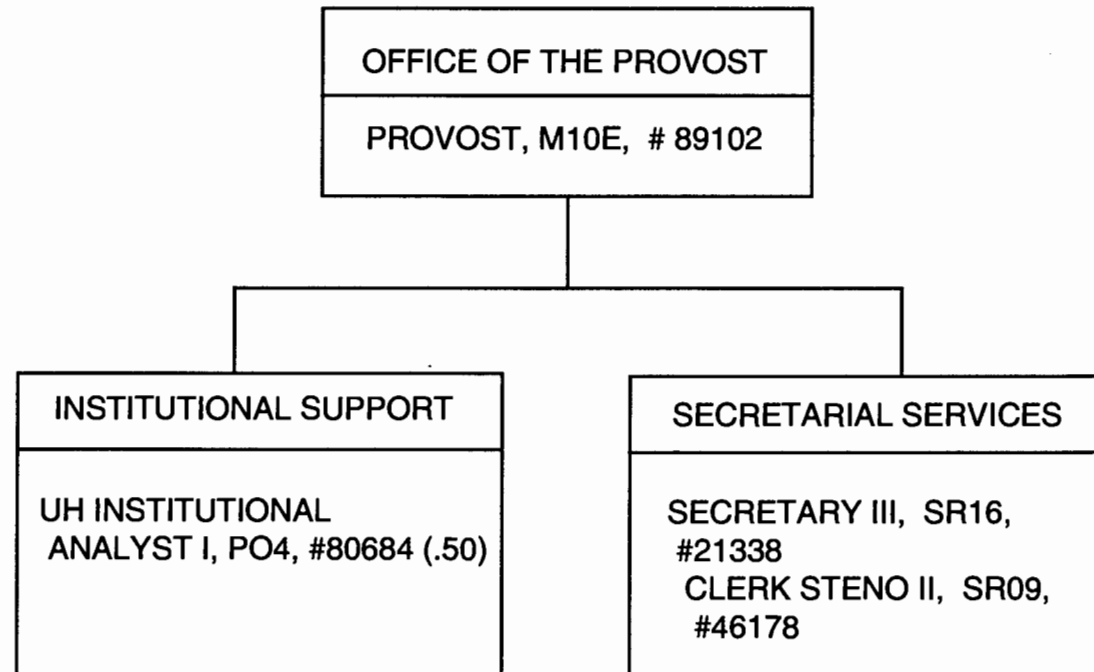 OFFICE OF THE PROVOST
PROVOST, M10E, # 89102
INSTITUTIONAL SUPPORT
UH INSTITUTIONAL
ANALYST I, PO4, #80684 (.50)
SECRETARIAL SERVICES
SECRETARY III, SR16,
#21338
CLERK STENO II, SR09,
#46178